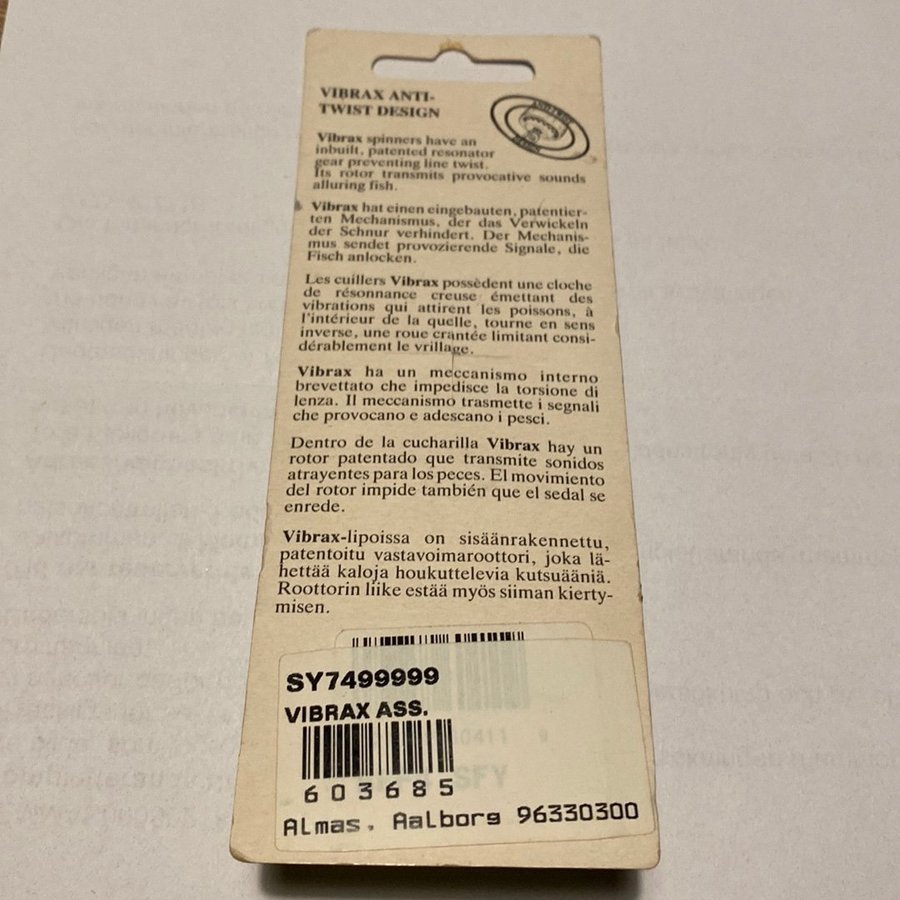 VIBRAX ANTI-
TWIST DESIGN
Vibrax spinners have an
inbuilt, patented resonator
gear preventing line twist.
Its rotor transmits provocative sounds
alluring fish.
Vibrax hat einen eingebauten, patentier-
ten Mechanismus, der das Verwickeln
der Schnur verhindert. Der Mechanis-
mus sendet provozierende Signale, die
Fisch anlocken.
Les cuillers Vibrax possèdent une cloche
de résonnance creuse émettant des
vibrations qui attirent les poissons, à
l'intérieur de la quelle, tourne en sens
inverse, une roue crantée limitant consi-
dérablement le vrillage.
Vibrax ha un meccanismo interno
brevettato che impedisce la torsione di
lenza. Il meccanismo trasmette i segnali
che provocano e adescano i pesci.
Dentro de la cucharilla Vibrax hay un
rotor patentado que transmite sonidos
atrayentes para los peces. El movimiento
del rotor impide también que el sedal se
enrede.
Vibrax-lipoissa on sisäänrakennettu,
patentoitu vastavoimaroottori, joka lä-
hettää kaloja houkuttelevia kutsuääniä.
Roottorin liike estää myös siiman kierty-
misen.
SY7499999
VIBRAX ASS.
603685
Almas. Aalborg 96330300